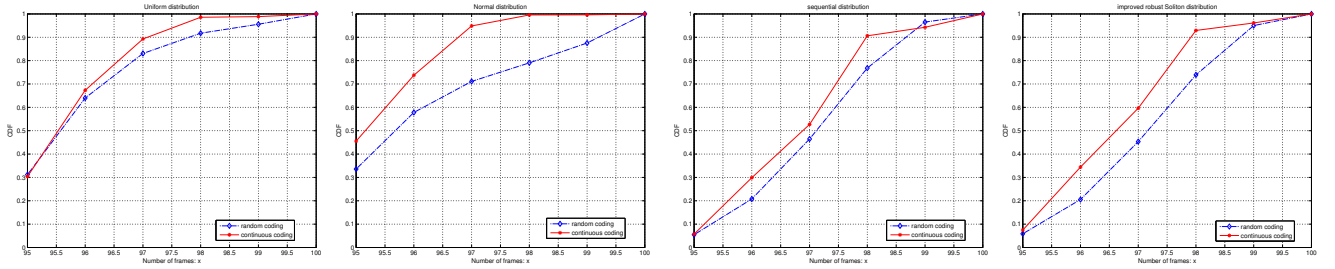 Uniform distribution
1
0.9
0.8
0.7
0.6
0.5
0.4
0.3
0.2
0.1
0
CDF
random coding
continuous coding
95 95.5 96 96.5 97 97.5 98 98.5 99 99.5 100
Number of frames: x
Normal distribution
1
0.9
0.8
0.7
0.6
0.5
0.4
0.3
0.2
0.1
0
CDF
random coding
continuous coding
95 95.5 96 96.5 97 97.5 98 98.5 99 99.5 100
Number of frames: x
sequential distribution
1
0.9
0.8
0.7
0.6
0.5
0.4
0.3
0.2
0.1
0
CDF
random coding
continuous coding
95 95.5 96 96.5 97 97.5 98 98.5 99 99.5 100
Number of frames: x
improved robust Soliton distribution
1
0.9
0.8
0.7
0.6
0.5
0.4
0.3
0.2
0.1
0
CDF
random coding
continuous coding
95 95.5 96 96.5 97 97.5 98 98.5 99 99.5 100
Number of frames: x